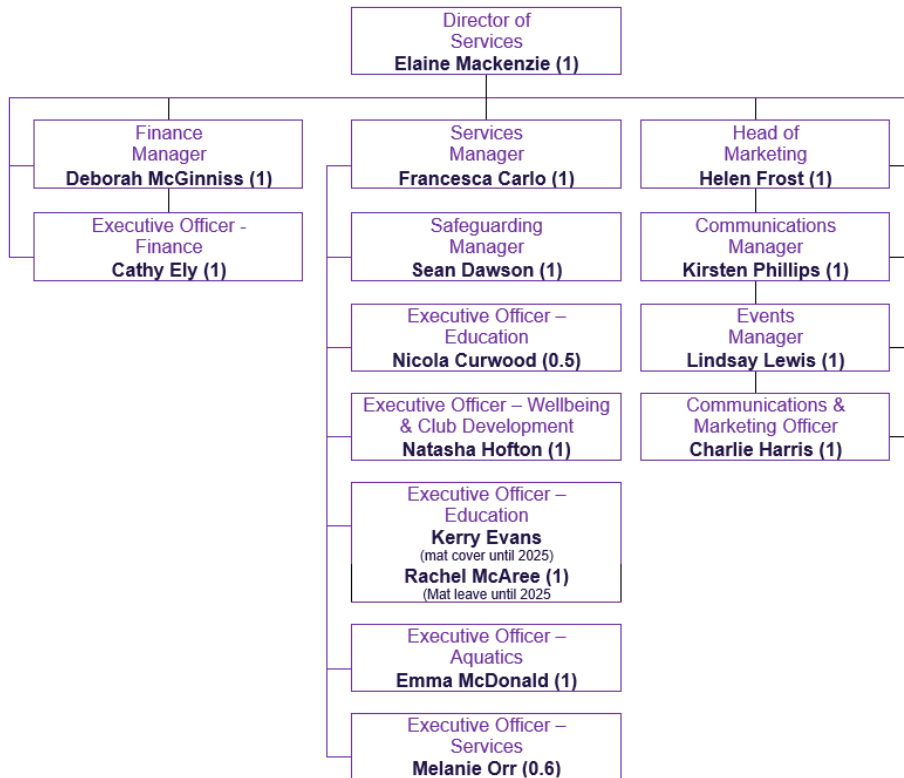 Director of
Services
Elaine Mackenzie (1)
Finance
Manager
Deborah McGinniss (1)
Executive Officer -
Finance
Cathy Ely (1)
Services
Manager
Francesca Carlo (1)
Safeguarding
Manager
Sean Dawson (1)
Executive Officer –
Education
Nicola Curwood (0.5)
Executive Officer – Wellbeing
& Club Development
Natasha Hofton (1)
Executive Officer –
Education
Kerry Evans
(mat cover until 2025)
Rachel McAree (1)
(Mat leave until 2025
Executive Officer –
Aquatics
Emma McDonald (1)
Executive Officer –
Services
Melanie Orr (0.6)
Head of
Marketing
Helen Frost (1)
Communications
Manager
Kirsten Phillips (1)
Events
Manager
Lindsay Lewis (1)
Communications &
Marketing Officer
Charlie Harris (1)